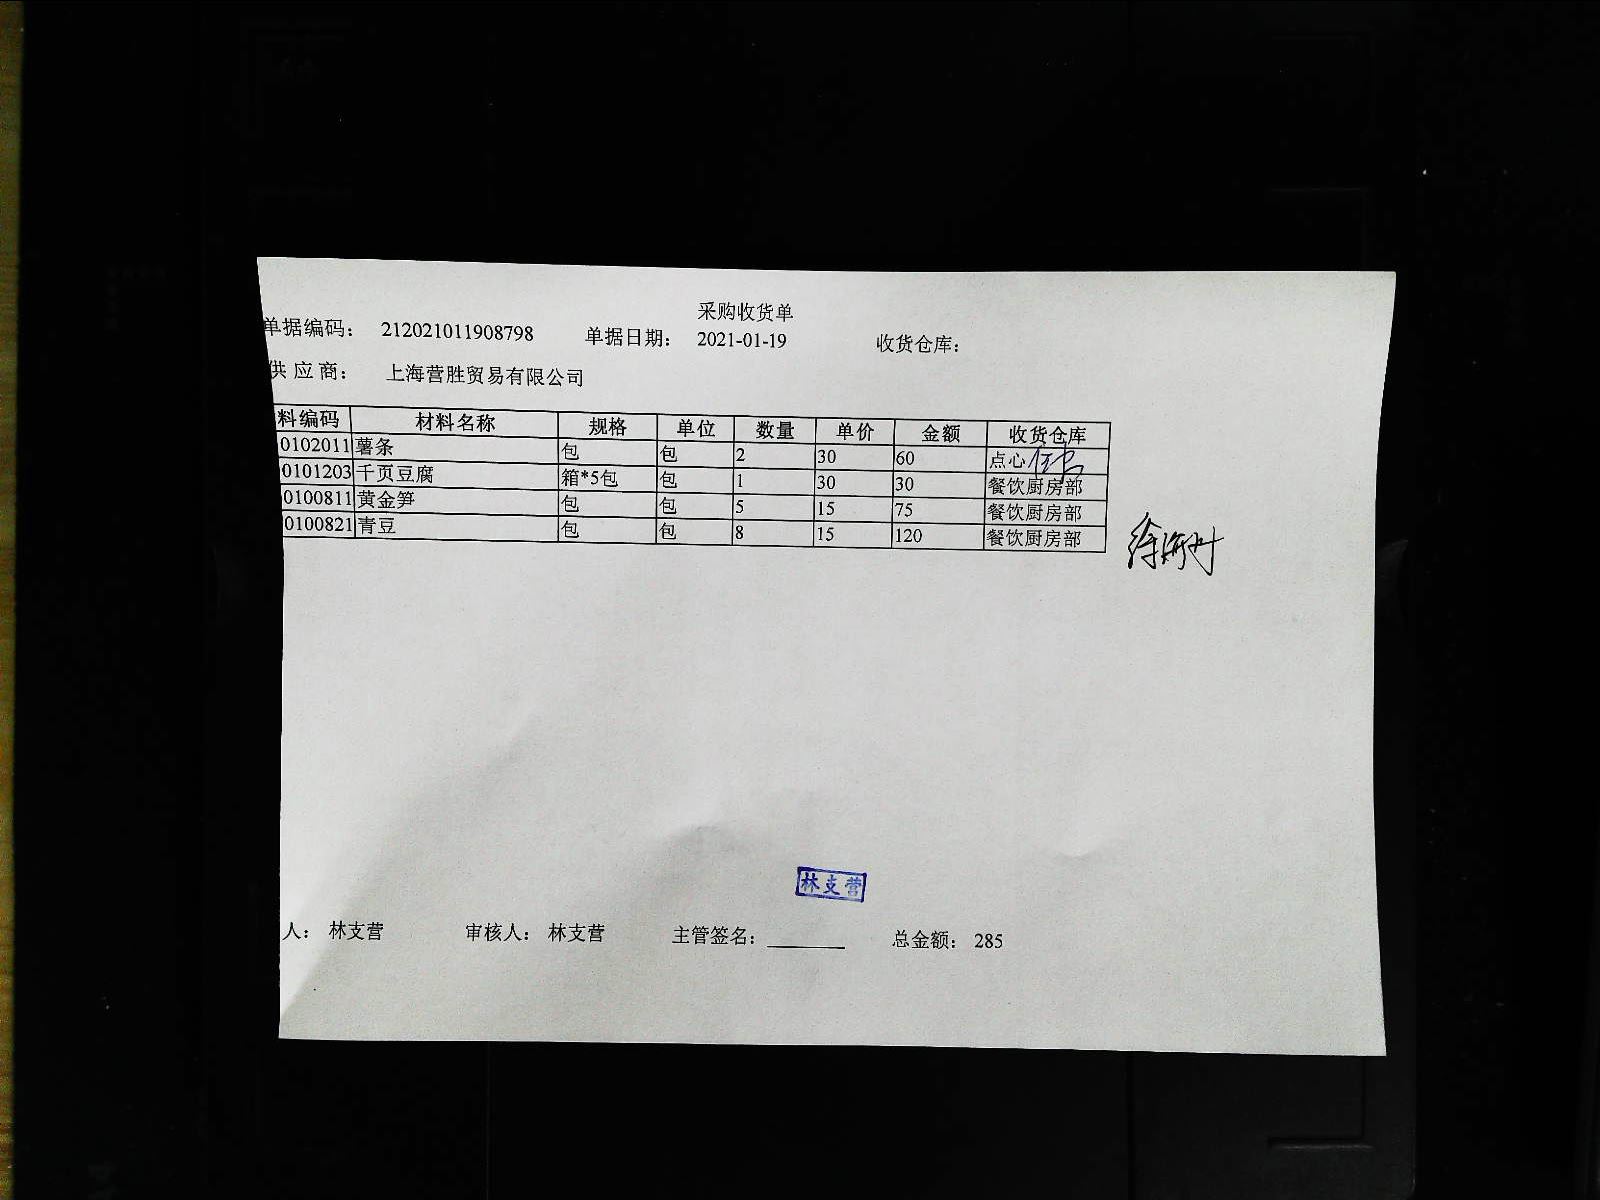 采购收货单
单据编码： 212021011908798 单据日期： 2021-01-19 收货仓库：
供 应 商： 上海营胜贸易有限公司
料编码 材料名称 规格 单位 数量 单价 金额 收货仓库
0102011 薯条 包 包 2 30 60 点心
0101203 千页豆腐 箱*5包 包 1 30 30 餐饮厨房部
0100811 黄金笋 包 包 5 15 75 餐饮厨房部
0100821 青豆 包 包 8 15 120 餐饮厨房部
林支营
人： 林支营 审核人： 林支营 主管签名： 总金额： 285